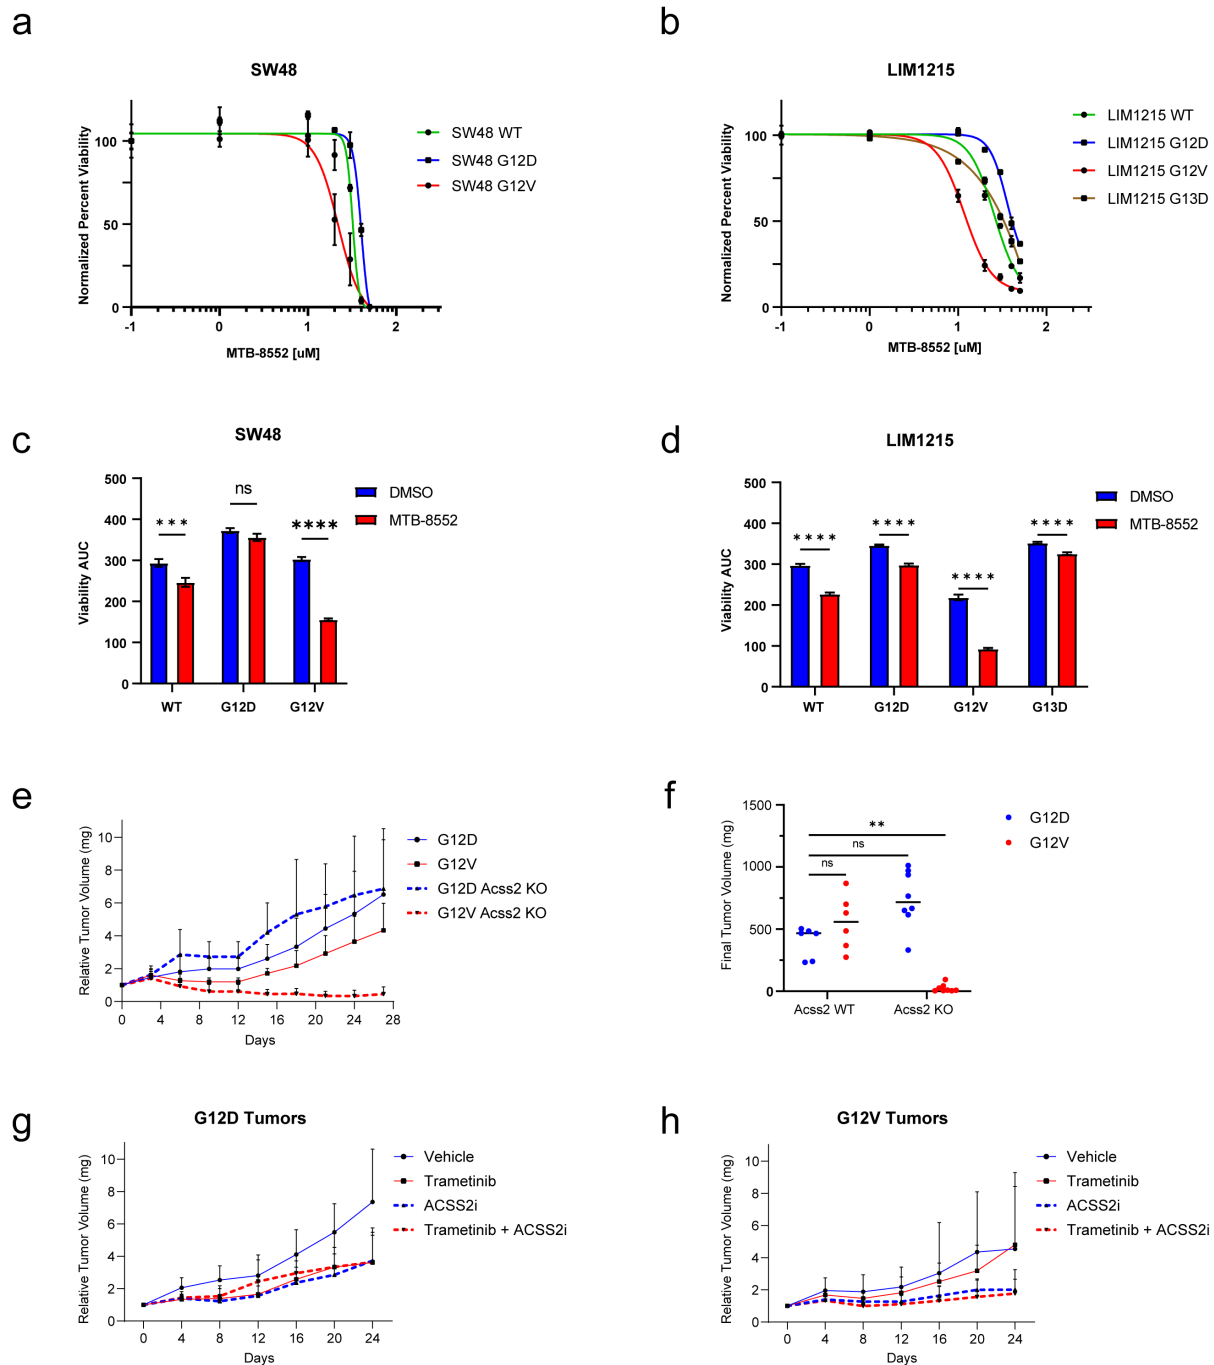 a
SW48
Normalized Percent Viability
100
50
0
-1
0
1
2
MTB-8552 [uM]
SW48 WT
SW48 G12D
SW48 G12V
b
LIM1215
Normalized Percent Viability
100
50
0
-1
0
1
2
MTB-8552 [uM]
LIM1215 WT
LIM1215 G12D
LIM1215 G12V
LIM1215 G13D
c
SW48
Viability AUC
500
400
300
200
100
0
***
ns
****
WT
G12D
G12V
DMSO
MTB-8552
d
LIM1215
Viability AUC
500
400
300
200
100
0
****
****
****
****
WT
G12D
G12V
G13D
DMSO
MTB-8552
e
Relative Tumor Volume (mg)
10
8
6
4
2
0
0
4
8
12
16
20
24
28
Days
G12D
G12V
G12D Acss2 KO
G12V Acss2 KO
f
Final Tumor Volume (mg)
1500
1000
500
0
**
ns
ns
Acss2 WT
Acss2 KO
G12D
G12V
g
G12D Tumors
Relative Tumor Volume (mg)
10
8
6
4
2
0
0
4
8
12
16
20
24
Days
Vehicle
Trametinib
ACSS2i
Trametinib + ACSS2i
h
G12V Tumors
Relative Tumor Volume (mg)
10
8
6
4
2
0
0
4
8
12
16
20
24
Days
Vehicle
Trametinib
ACSS2i
Trametinib + ACSS2i